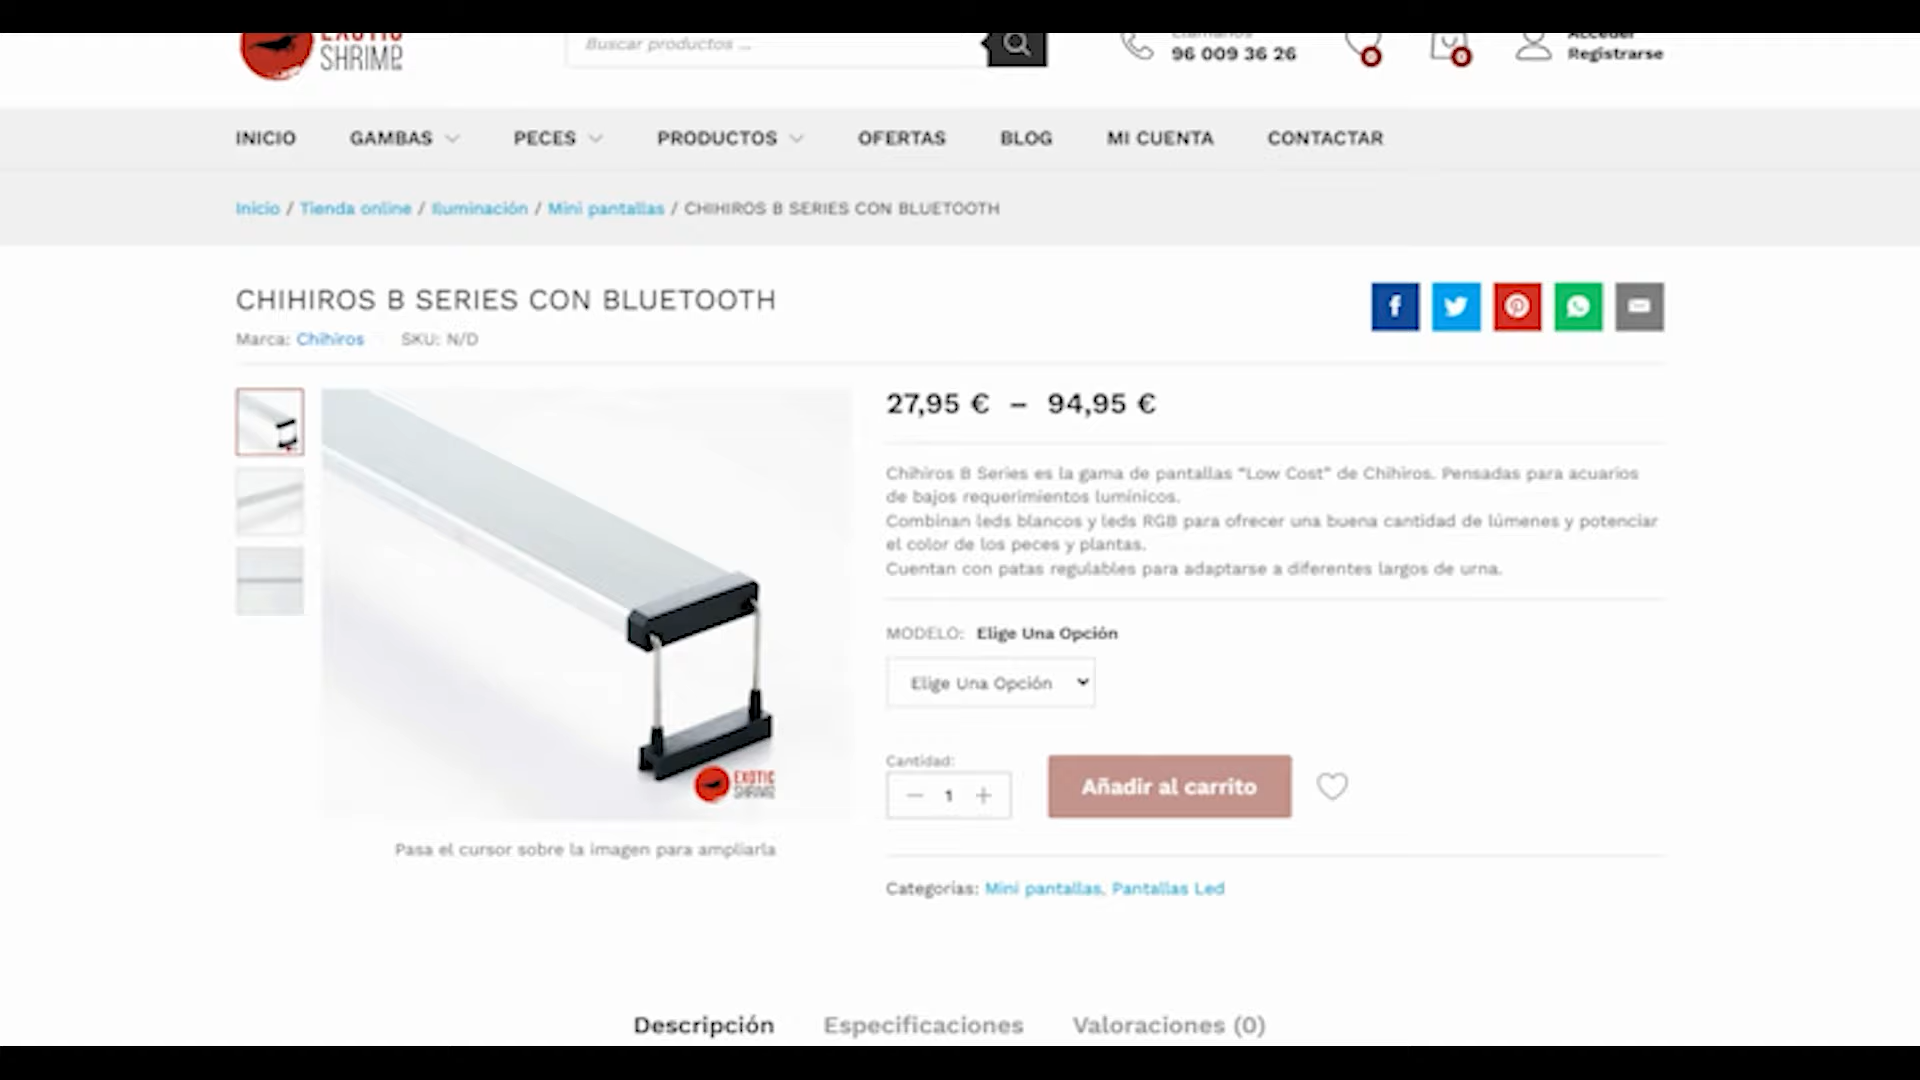 EXOTIC
SHRIMP
Buscar productos ...
96 009 36 26
0
0
Acceder
Registrarse
INICIO
GAMBAS
PECES
PRODUCTOS
OFERTAS
BLOG
MI CUENTA
CONTACTAR
Inicio / Tienda online / Iluminación / Mini pantallas / CHIHIROS B SERIES CON BLUETOOTH
CHIHIROS B SERIES CON BLUETOOTH
Marca: Chihiros SKU: N/D
27,95 € – 94,95 €
Chihiros B Series es la gama de pantallas “Low Cost” de Chihiros. Pensadas para acuarios
de bajos requerimientos lumínicos.
Combinan leds blancos y leds RGB para ofrecer una buena cantidad de lúmenes y potenciar
el color de los peces y plantas.
Cuentan con patas regulables para adaptarse a diferentes largos de urna.
MODELO: Elige Una Opción
Elige Una Opción
Cantidad:
− 1 +
Añadir al carrito
EXOTIC
SHRIMP
Pasa el cursor sobre la imagen para ampliarla
Categorías: Mini pantallas, Pantallas Led
Descripción
Especificaciones
Valoraciones (0)